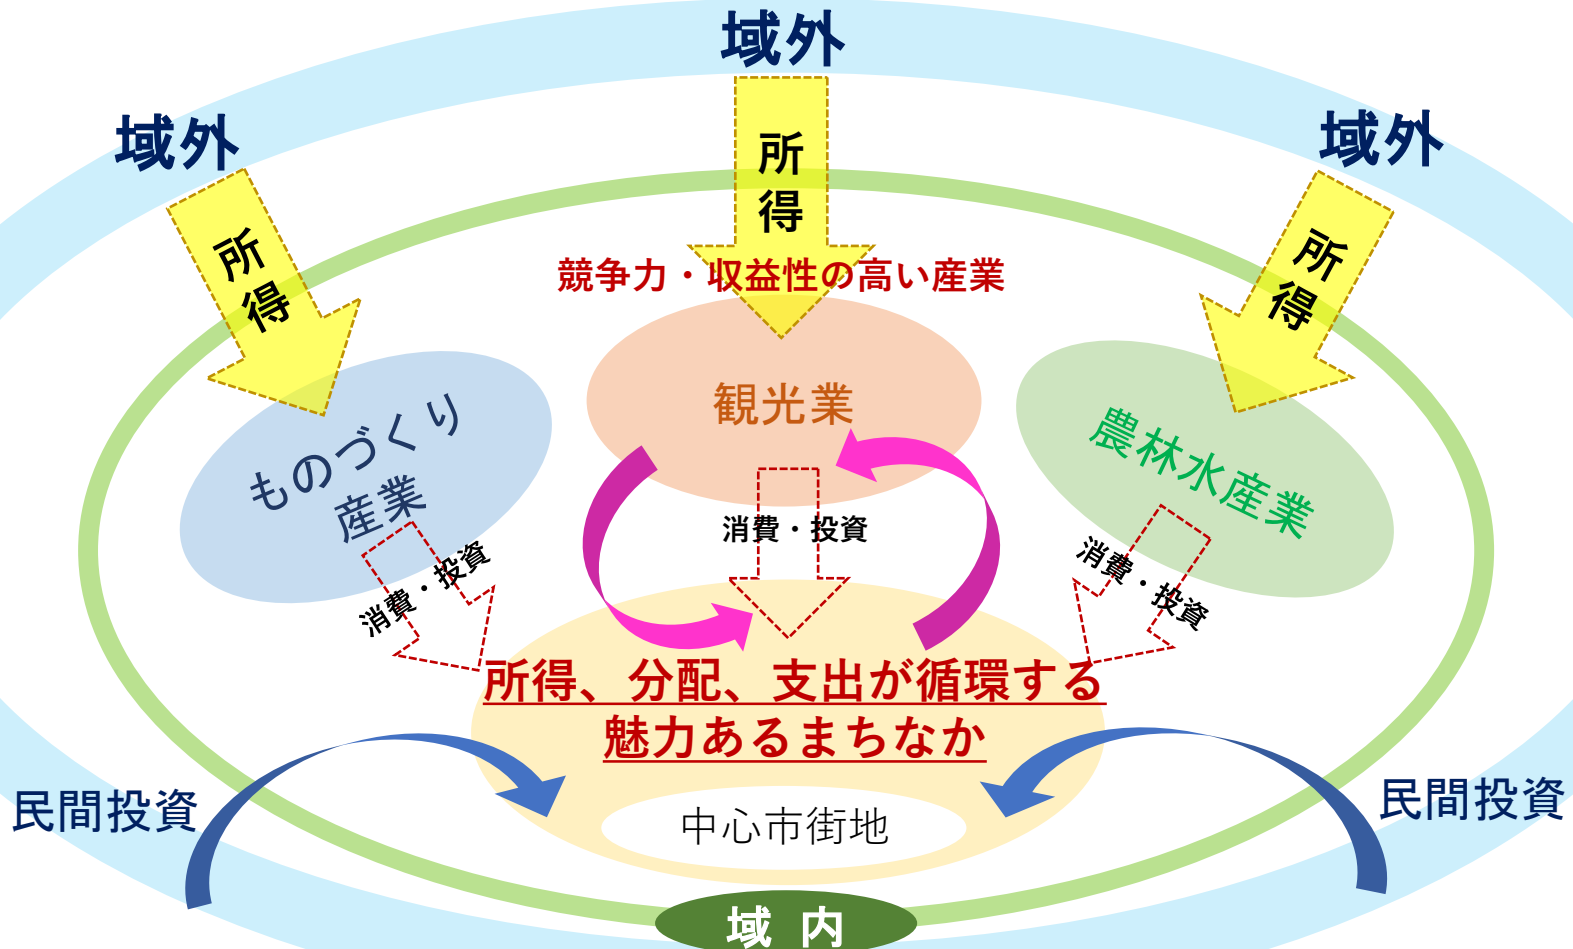 域外
域外
域外
所得
所得
所得
競争力・収益性の高い産業
ものづくり
産業
観光業
農林水産業
消費・投資
消費・投資
消費・投資
所得、分配、支出が循環する
魅力あるまちなか
民間投資
民間投資
中心市街地
域 内